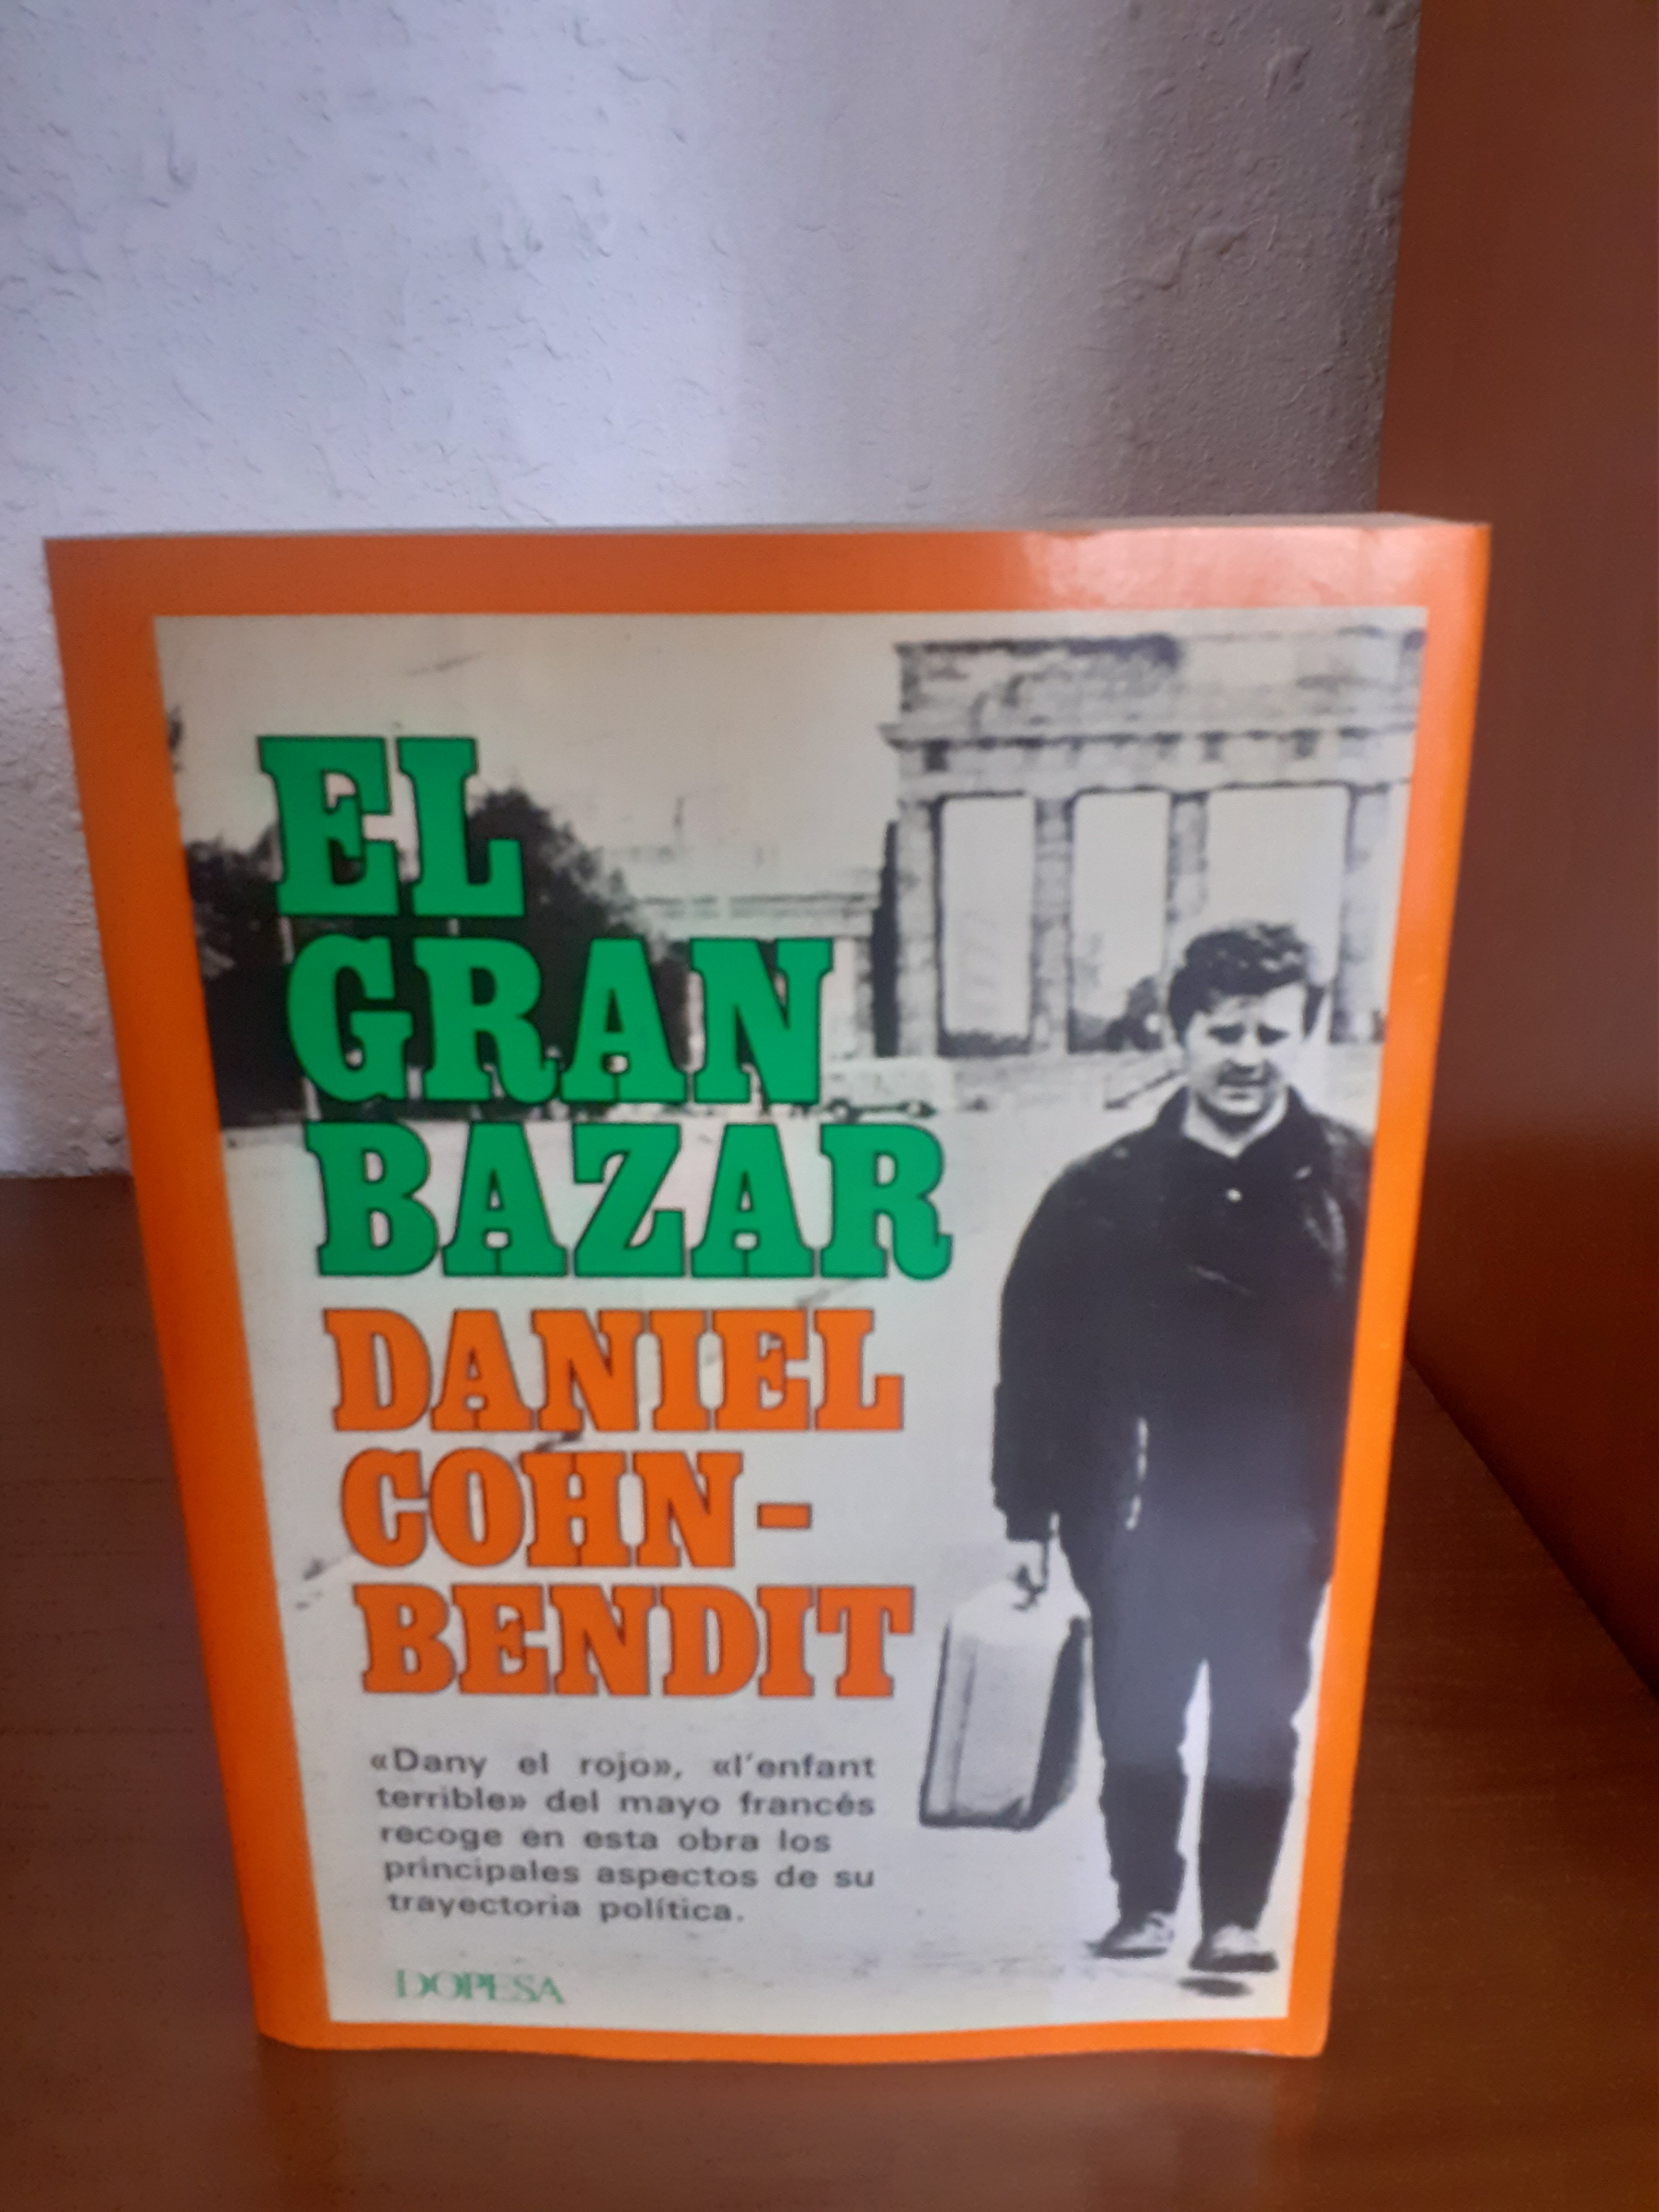 EL
GRAN
BAZAR
DANIEL
COHN-
BENDIT
«Dany el rojo», «l'enfant
terrible» del mayo francés
recoge en esta obra los
principales aspectos de su
trayectoria política.
DOPESA